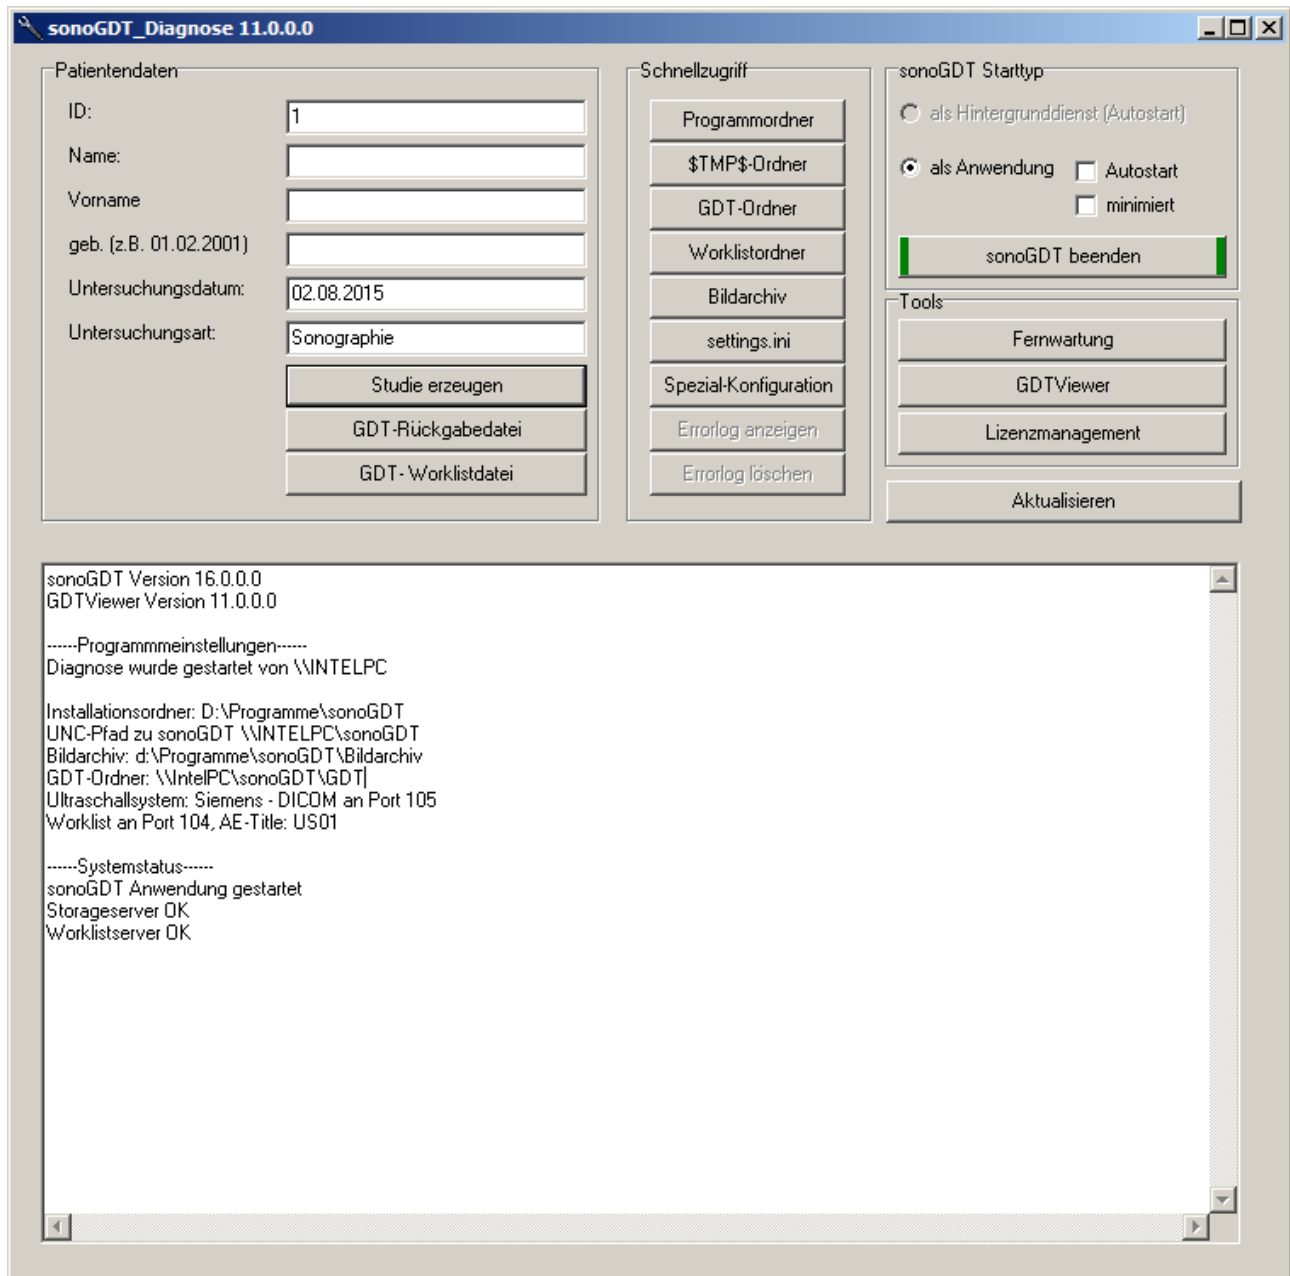 sonoGDT_Diagnose 11.0.0.0
Patientendaten
ID:
1
Name:
Vorname
geb. (z.B. 01.02.2001)
Untersuchungsdatum:
02.08.2015
Untersuchungsart:
Sonographie
Studie erzeugen
GDT-Rückgabedatei
GDT- Worklistdatei
Schnellzugriff
Programmordner
$TMP$-Ordner
GDT-Ordner
Worklistordner
Bildarchiv
settings.ini
Spezial-Konfiguration
Errorlog anzeigen
Errorlog löschen
sonoGDT Starttyp
als Hintergrunddienst (Autostart)
als Anwendung
Autostart
minimiert
sonoGDT beenden
Tools
Fernwartung
GDTViewer
Lizenzmanagement
Aktualisieren
sonoGDT Version 16.0.0.0
GDTViewer Version 11.0.0.0
------Programmmeinstellungen------
Diagnose wurde gestartet von \\INTELPC
Installationsordner: D:\Programme\sonoGDT
UNC-Pfad zu sonoGDT \\INTELPC\sonoGDT
Bildarchiv: d:\Programme\sonoGDT\Bildarchiv
GDT-Ordner: \\IntelPC\sonoGDT\GDT
Ultraschallsystem: Siemens - DICOM an Port 105
Worklist an Port 104, AE-Title: US01
------Systemstatus------
sonoGDT Anwendung gestartet
Storageserver OK
Worklistserver OK